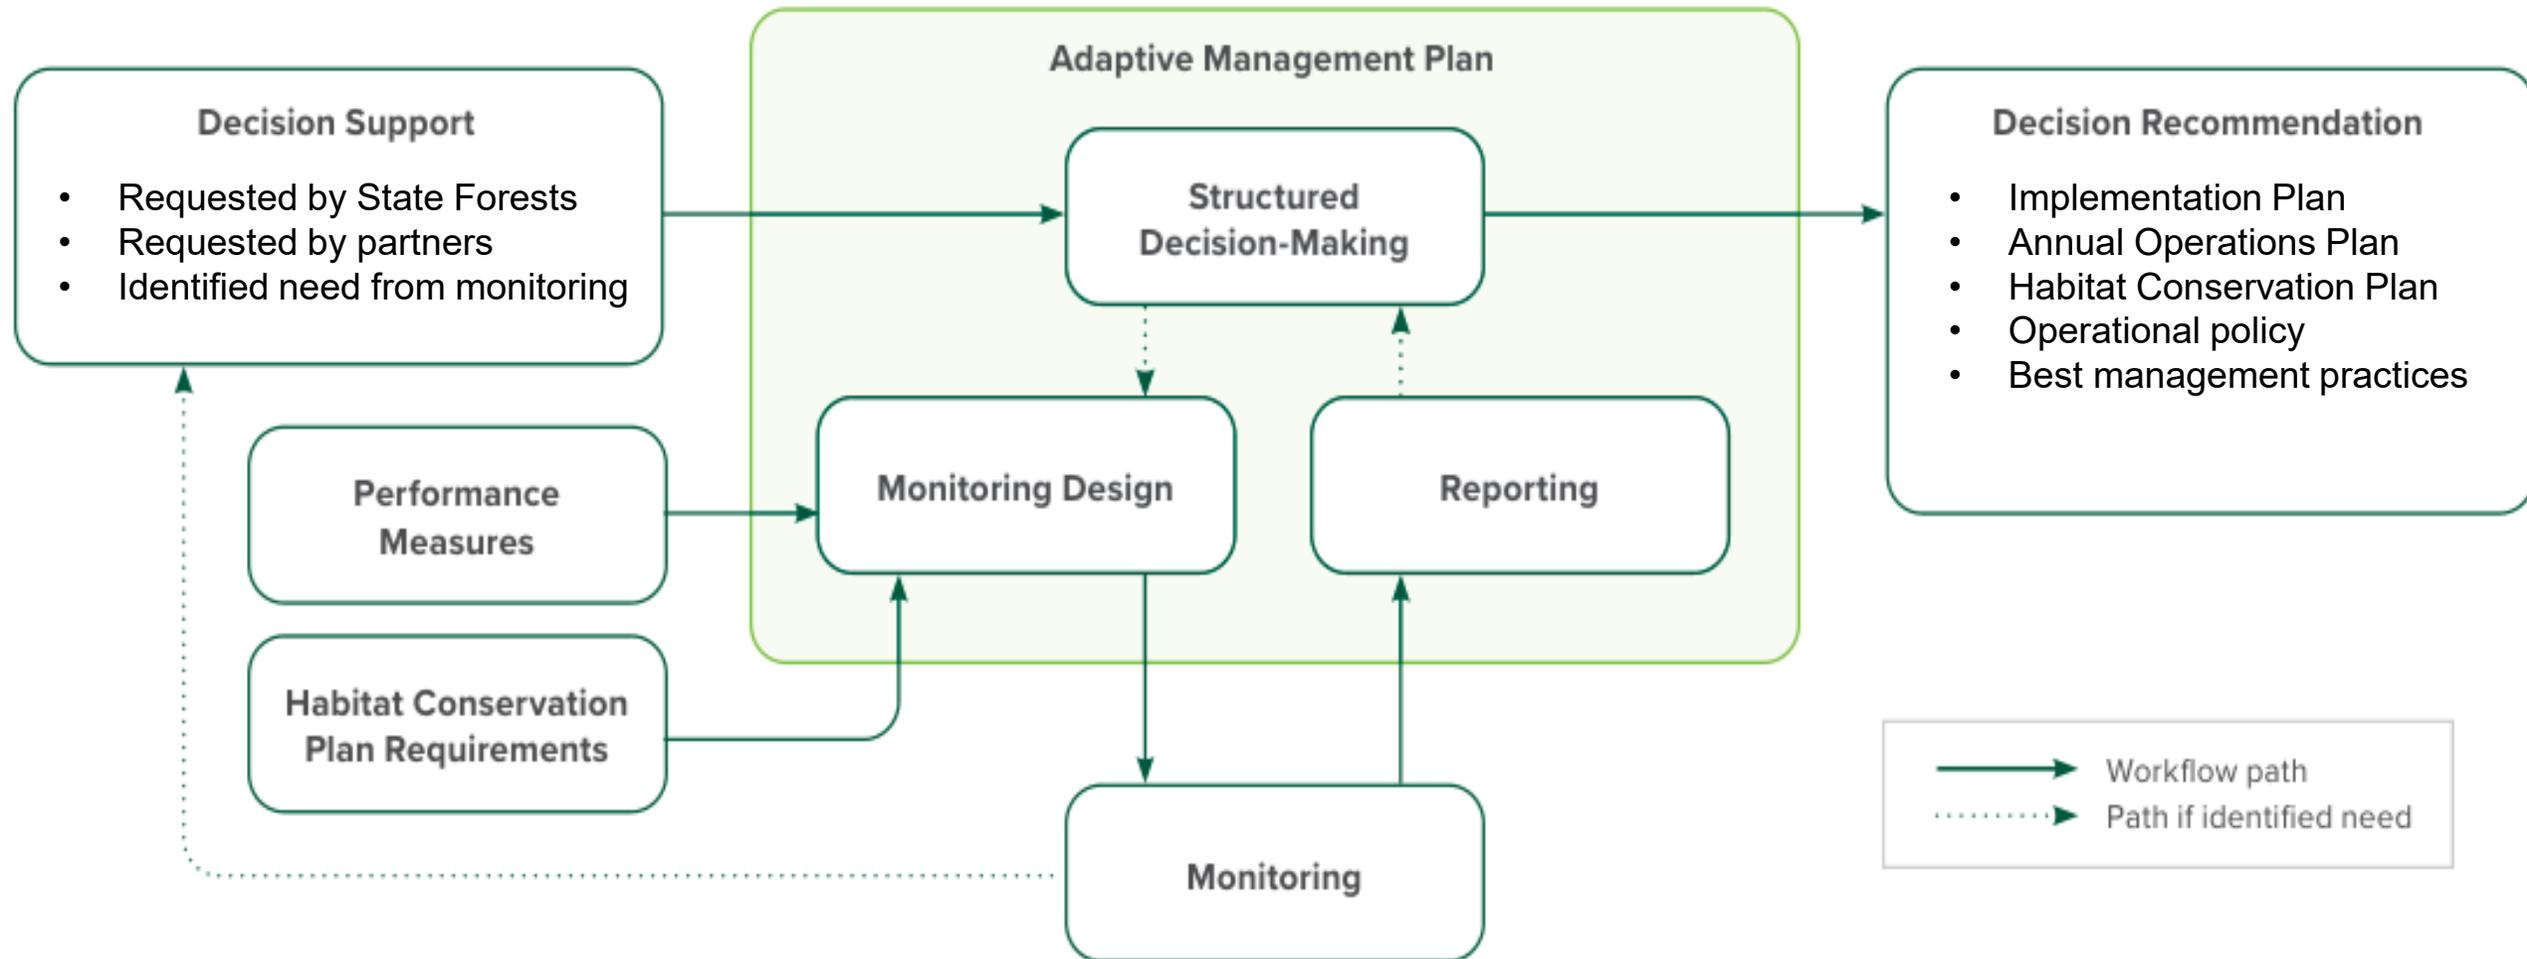 Adaptive Management Plan
Decision Support
• Requested by State Forests
• Requested by partners
• Identified need from monitoring
Structured
Decision-Making
Decision Recommendation
• Implementation Plan
• Annual Operations Plan
• Habitat Conservation Plan
• Operational policy
• Best management practices
Performance
Measures
Monitoring Design
Reporting
Habitat Conservation
Plan Requirements
Monitoring
Workflow path
Path if identified need